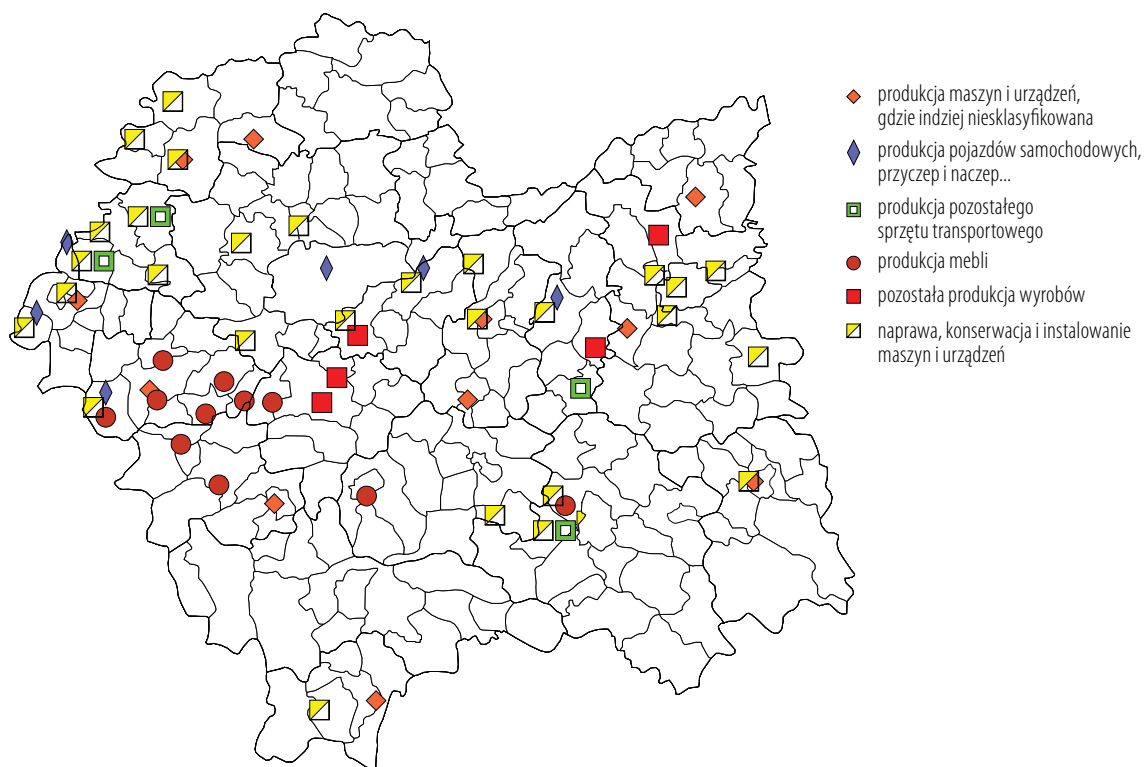 produkcja maszyn i urządzeń,
gdzie indziej niesklasyfikowana
produkcja pojazdów samochodowych,
przyczep i naczep...
produkcja pozostałego
sprzętu transportowego
produkcja mebli
pozostała produkcja wyrobów
naprawa, konserwacja i instalowanie
maszyn i urządzeń